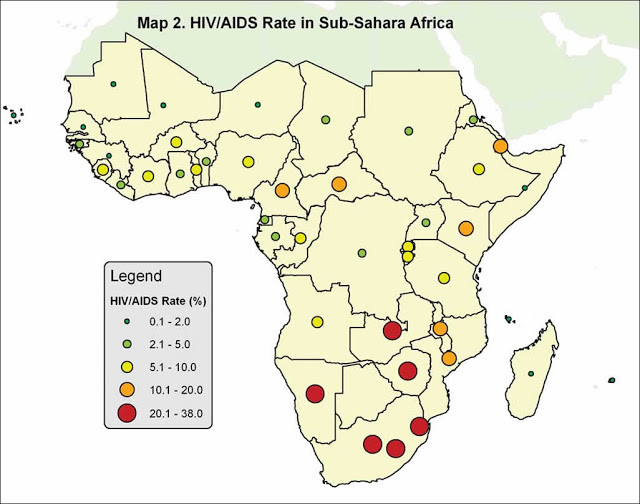 Map 2. HIV/AIDS Rate in Sub-Sahara Africa
Legend
HIV/AIDS Rate (%)
0.1 - 2.0
2.1 - 5.0
5.1 - 10.0
10.1 - 20.0
20.1 - 38.0